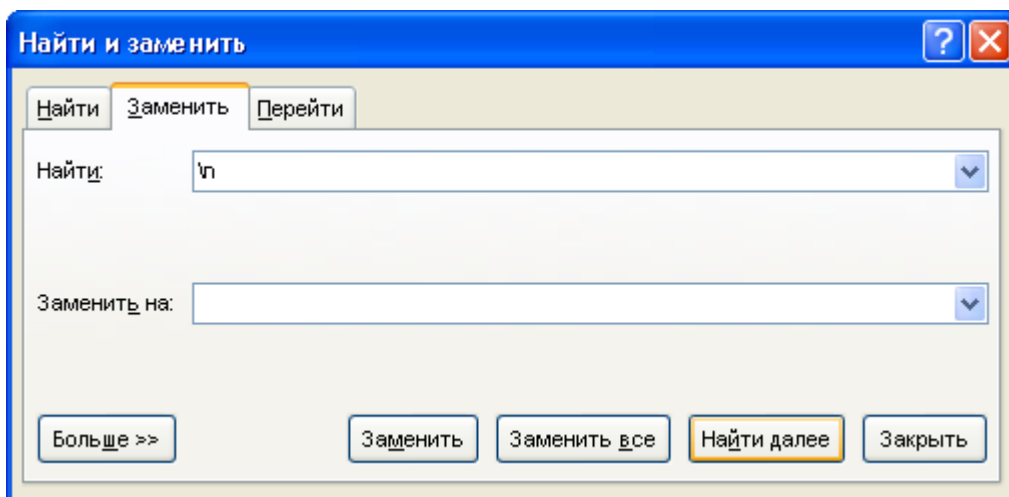 Найти и заменить
Найти Заменить Перейти
Найти: \n
Заменить на:
Больше >> Заменить Заменить все Найти далее Закрыть